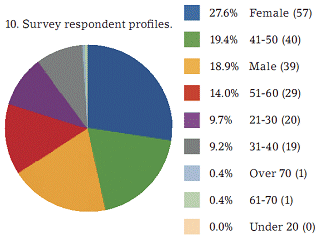 10. Survey respondent profiles.
27.6% Female (57)
19.4% 41-50 (40)
18.9% Male (39)
14.0% 51-60 (29)
9.7% 21-30 (20)
9.2% 31-40 (19)
0.4% Over 70 (1)
0.4% 61-70 (1)
0.0% Under 20 (0)